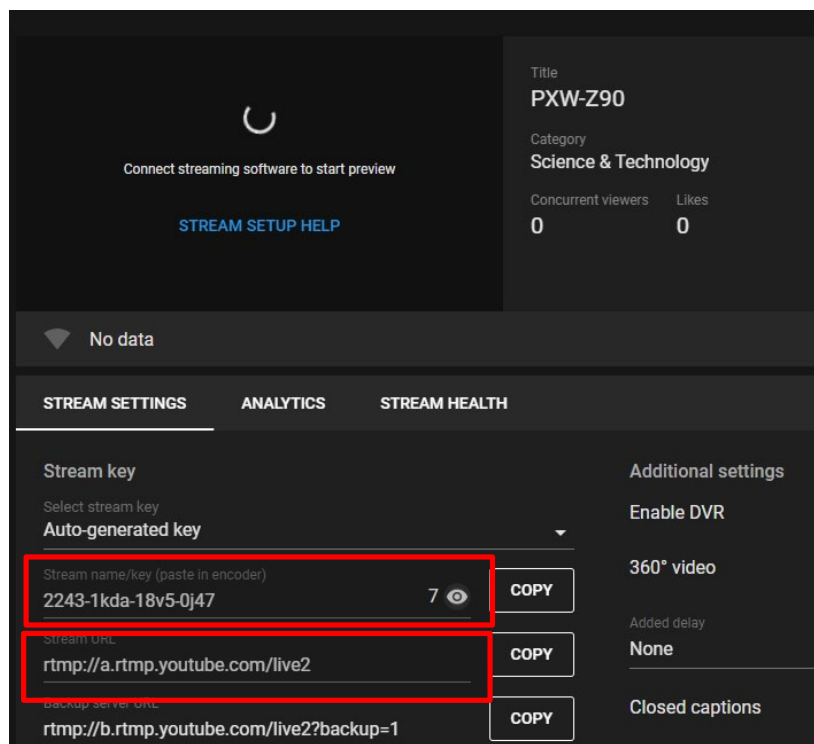 Title
PXW-Z90
Category
Connect streaming software to start preview
Science & Technology
Concurrent viewers Likes
STREAM SETUP HELP
0 0
No data
STREAM SETTINGS ANALYTICS STREAM HEALTH
Stream key
Additional settings
Select stream key
Auto-generated key
Enable DVR
Stream name/key (paste in encoder)
2243-1kda-18v5-0j47 7
COPY
360° video
Stream URL
rtmp://a.rtmp.youtube.com/live2
COPY
Added delay
None
Backup server URL
rtmp://b.rtmp.youtube.com/live2?backup=1
COPY
Closed captions